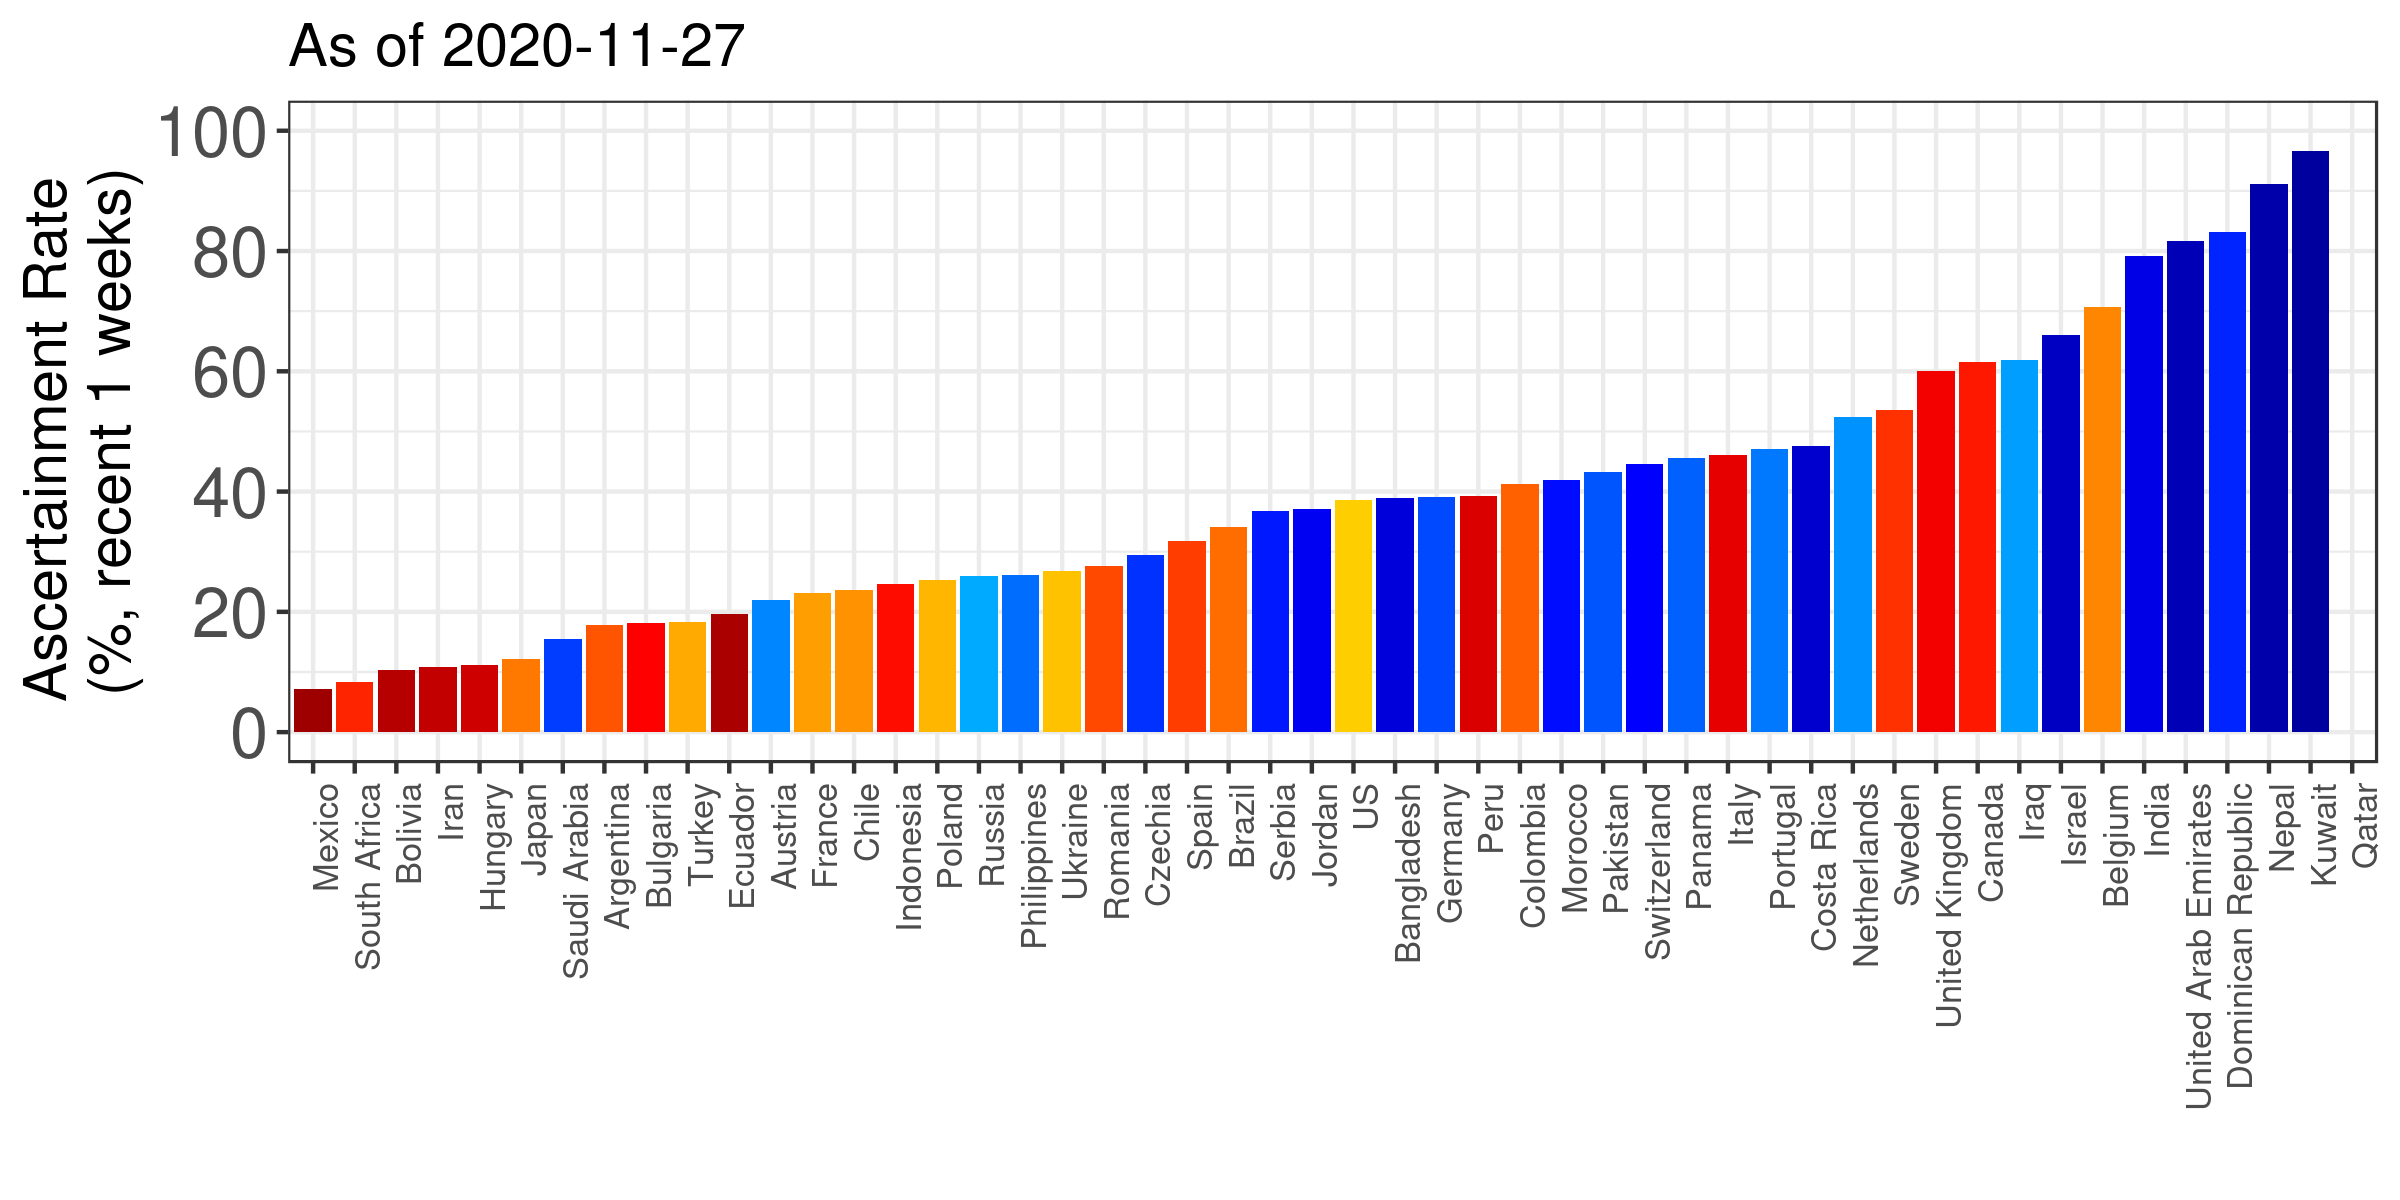 As of 2020-11-27
Ascertainment Rate
(%, recent 1 weeks)
100
80
60
40
20
0
Mexico
South Africa
Bolivia
Iran
Hungary
Japan
Saudi Arabia
Argentina
Bulgaria
Turkey
Ecuador
Austria
France
Chile
Indonesia
Poland
Russia
Philippines
Ukraine
Romania
Czechia
Spain
Brazil
Serbia
Jordan
US
Bangladesh
Germany
Peru
Colombia
Morocco
Pakistan
Switzerland
Panama
Italy
Portugal
Costa Rica
Netherlands
Sweden
United Kingdom
Canada
Iraq
Israel
Belgium
India
United Arab Emirates
Dominican Republic
Nepal
Kuwait
Qatar